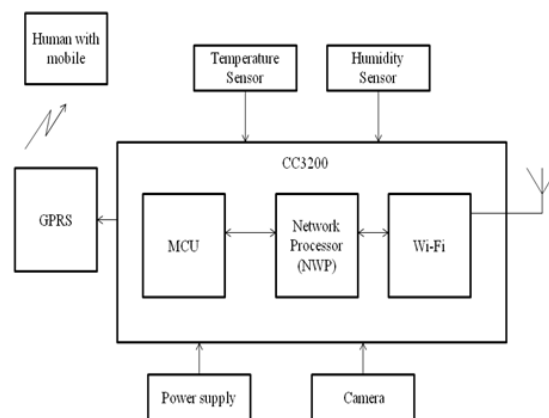 Human with
mobile
Temperature
Sensor
Humidity
Sensor
CC3200
GPRS
MCU
Network
Processor
(NWP)
Wi-Fi
Power supply
Camera